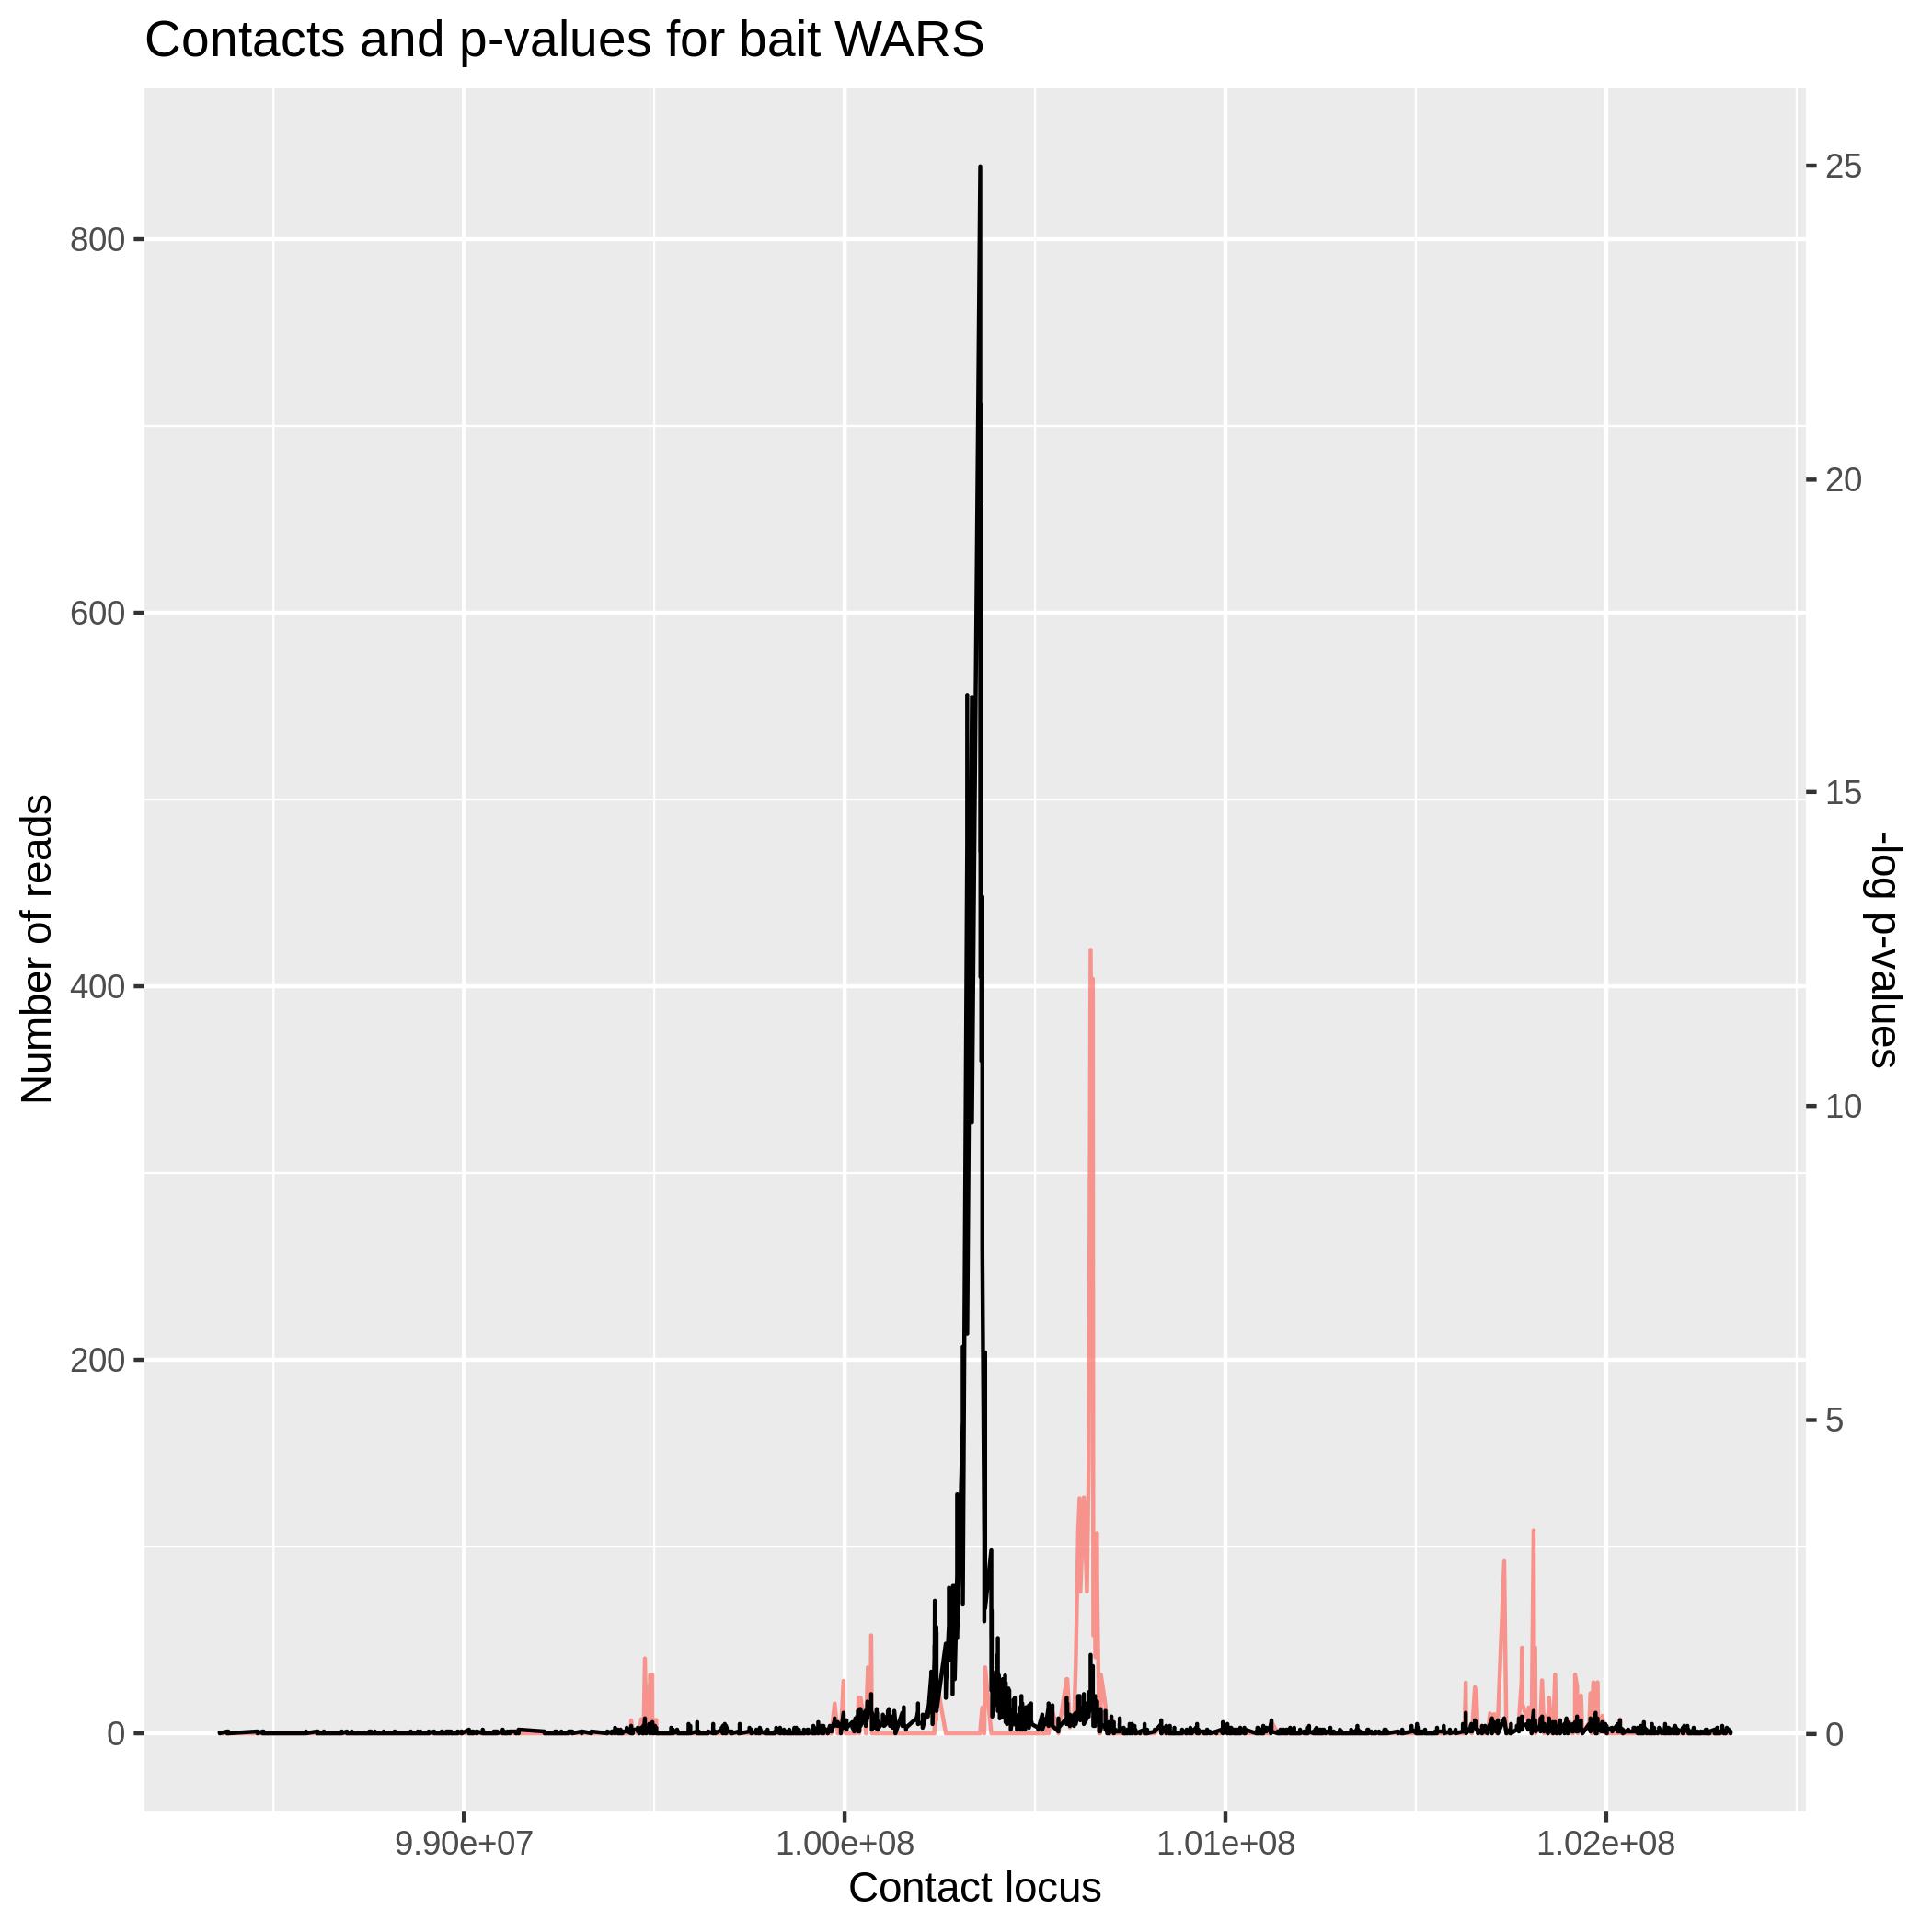 Contacts and p-values for bait WARS
Number of reads
800
600
400
200
0
25
20
15
10
5
0
-log p-values
9.90e+07
1.00e+08
1.01e+08
1.02e+08
Contact locus